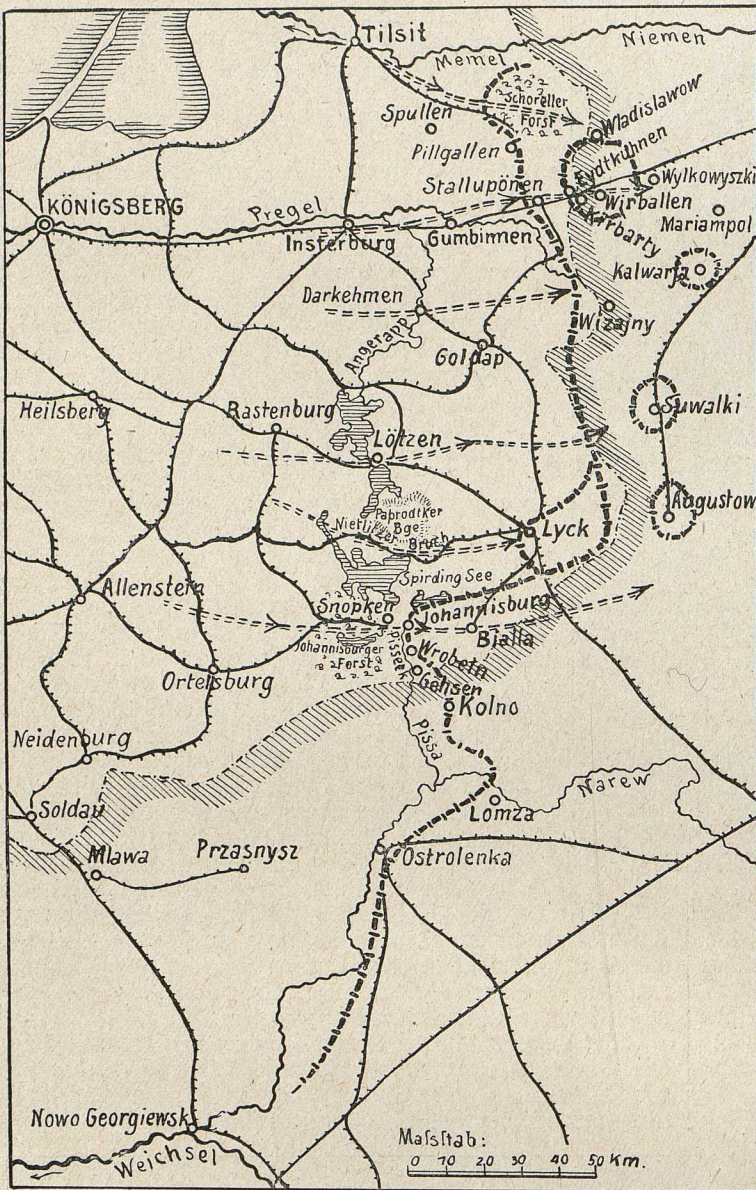 Tilsit
Niemen
Memel
Schoreller
Forst
Spullen
Pillgallen
Wladislawow
Eydtkuhnen
Stallupönen
Wylkowyszki
Wirballen
Kirbarty
Mariampol
KÖNIGSBERG
Pregel
Insterburg
Gumbinnen
Kalwarja
Darkehmen
Wizajny
Angerapp
Goldap
Heilsberg
Rastenburg
Suwalki
Lötzen
Augustow
Paprodtker
Bge
Nietlitzer Bruch
Lyck
Spirding See
Allenstein
Snopken
Johannisburg
Bjalla
Johannisburger
Forst
Pissek
Wrobeln
Gehsen
Ortelsburg
Kolno
Neidenburg
Pissa
Narew
Soldau
Lomza
Mlawa
Przasnysz
Ostrolenka
Nowo Georgiewsk
Weichsel
Maſsſtab:
0 10 20 30 40 50 Km.